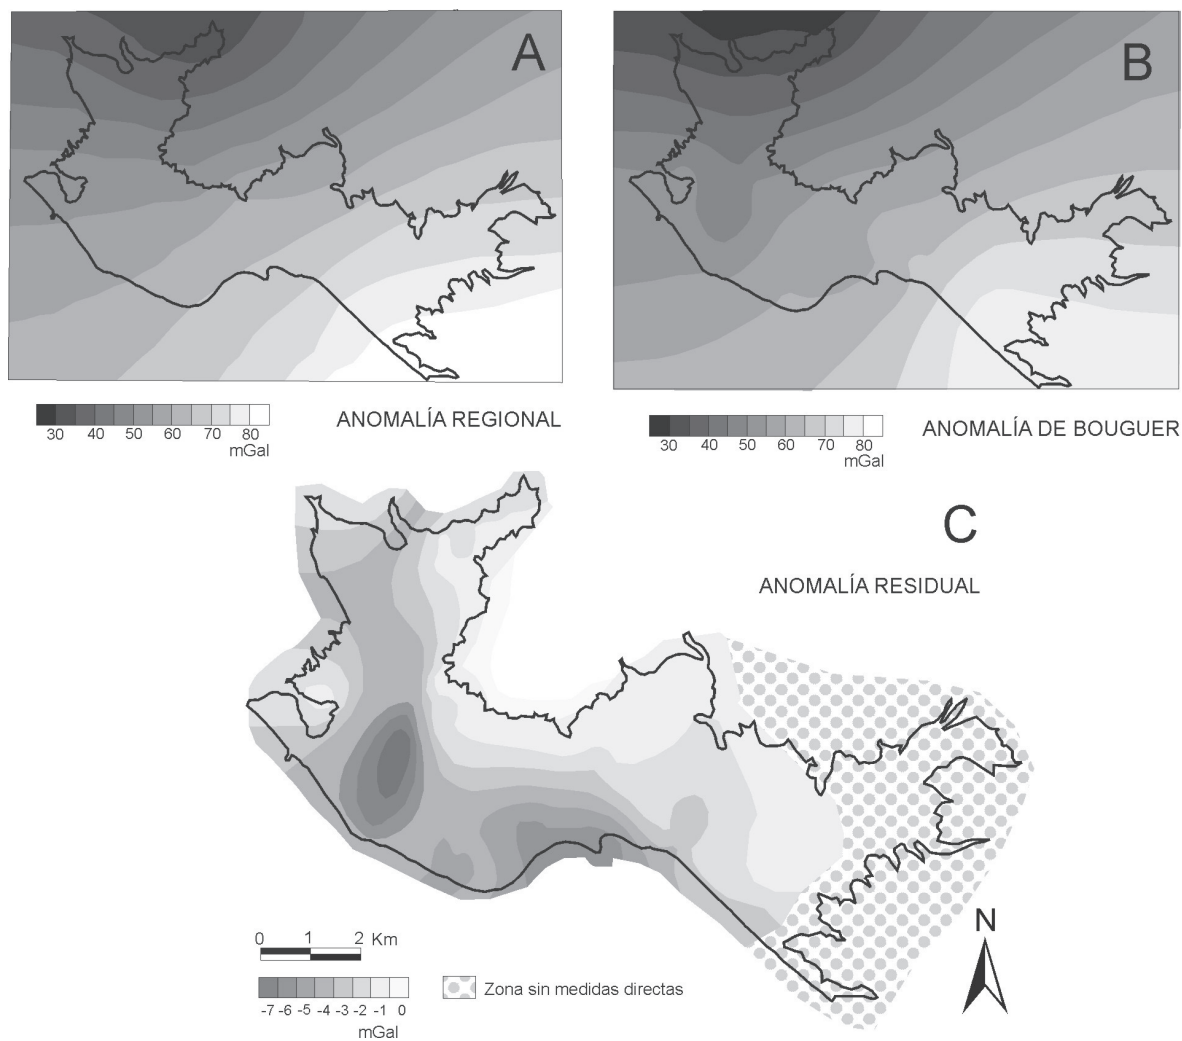 A
B
30 40 50 60 70 80
mGal
ANOMALÍA REGIONAL
30 40 50 60 70 80
mGal
ANOMALÍA DE BOUGUER
C
ANOMALÍA RESIDUAL
0 1 2 Km
-7 -6 -5 -4 -3 -2 -1 0
mGal
Zona sin medidas directas
N